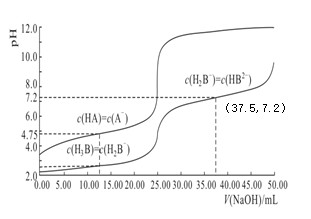 pH
12.0
10.0
8.0
7.2
6.0
4.75
4.0
2.0
c(H₂B⁻)=c(HB²⁻)
(37.5,7.2)
c(HA)=c(A⁻)
c(H₃B)=c(H₂B⁻)
0.00 5.00 10.00 15.00 20.00 25.00 30.00 35.00 40.00 45.00 50.00
V(NaOH)/mL